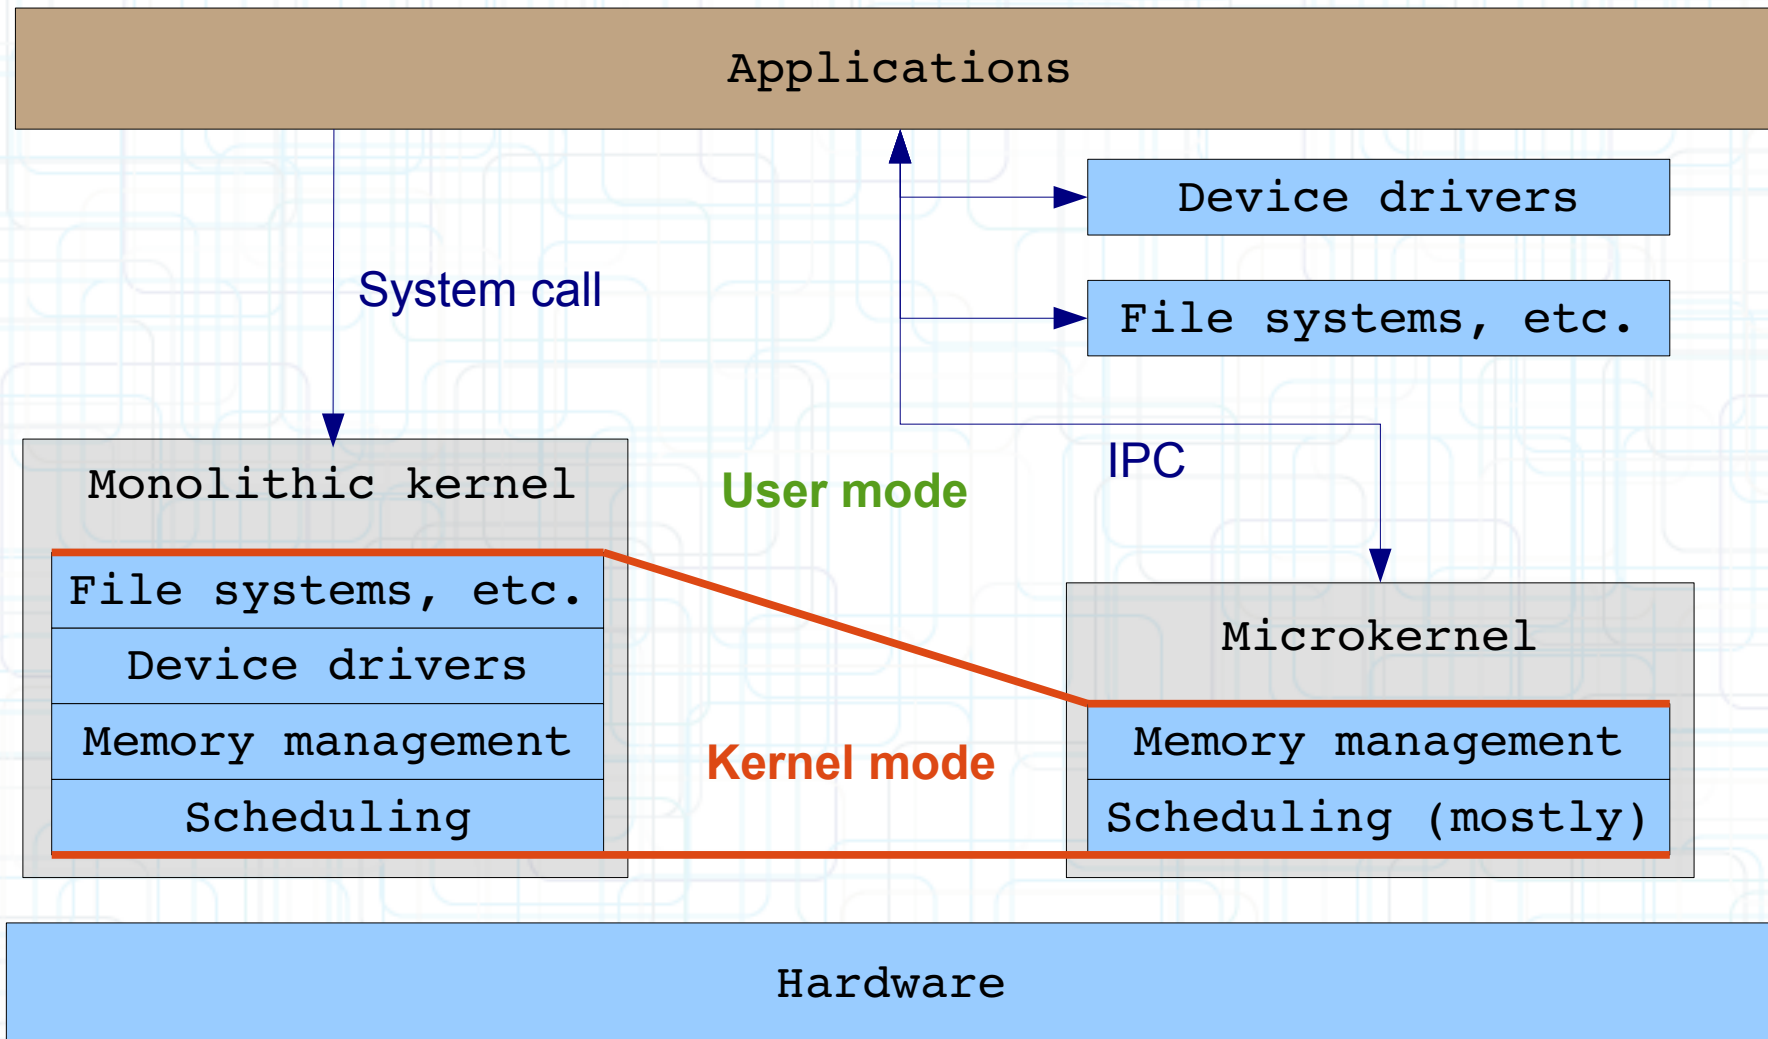 Applications
Device drivers
File systems, etc.
System call
IPC
Monolithic kernel
User mode
File systems, etc.
Device drivers
Memory management
Scheduling
Microkernel
Kernel mode
Memory management
Scheduling (mostly)
Hardware